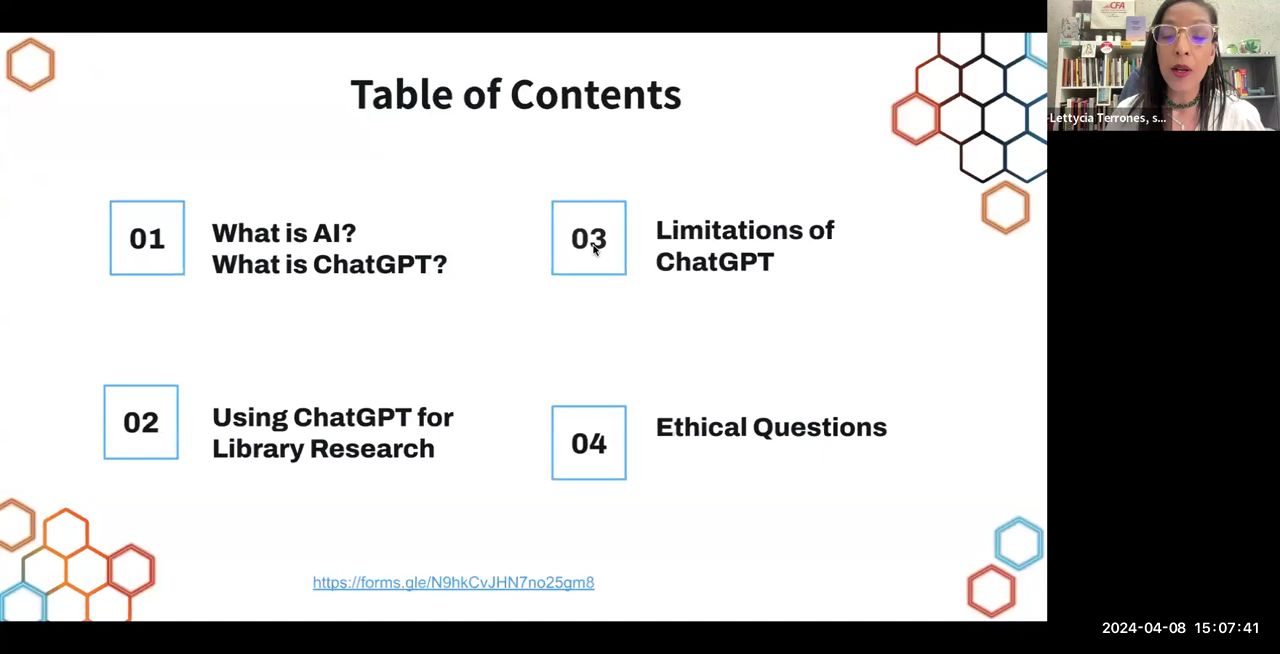 Table of Contents
01
What is AI?
What is ChatGPT?
02
Using ChatGPT for
Library Research
03
Limitations of
ChatGPT
04
Ethical Questions
https://forms.gle/N9hkCvJHN7no25gm8
CFA
Lettycia Terrones, s...
2024-04-08 15:07:41